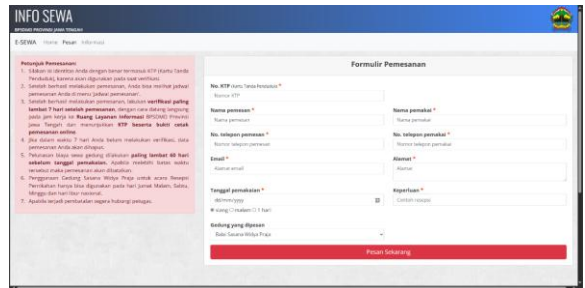 INFO SEWA
BPSDMD PROVINSI JAWA TENGAH
E-SEWA Home Pesan Informasi
Petunjuk Pemesanan:
1. Silakan isi identitas Anda dengan benar termasuk KTP (Kartu Tanda
Penduduk), karena akan digunakan pada saat verifikasi.
2. Setelah berhasil melakukan pemesanan, Anda bisa melihat jadwal
pemesanan Anda di menu 'Jadwal pemesanan'.
3. Setelah berhasil melakukan pemesanan, lakukan verifikasi paling
lambat 7 hari setelah pemesanan, dengan cara datang langsung
pada jam kerja ke Ruang Layanan Informasi BPSDMD Provinsi
Jawa Tengah dan menunjukkan KTP beserta bukti cetak
pemesanan online.
4. Jika dalam waktu 7 hari Anda belum melakukan verifikasi, data
pemesanan Anda akan dihapus.
5. Pelunasan biaya sewa gedung dilakukan paling lambat 60 hari
sebelum tanggal pemakaian. Apabila melebihi batas waktu
tersebut maka pemesanan akan dibatalkan.
6. Penggunaan Gedung Sasana Widya Praja untuk acara Resepsi
Pernikahan hanya bisa digunakan pada hari Jumat Malam, Sabtu,
Minggu dan hari libur nasional.
7. Apabila terjadi pembatalan segera hubungi petugas.
Formulir Pemesanan
No. KTP (Kartu Tanda Penduduk) *
Nomor KTP
Nama pemesan *
Nama pemakai *
Nama pemesan
Nama pemakai
No. telepon pemesan *
No. telepon pemakai *
Nomor telepon pemesan
Nomor telepon pemakai
Email *
Alamat *
Alamat email
Alamat
Tanggal pemakaian *
Keperluan *
dd/mm/yyyy
Contoh: resepsi
siang malam 1 hari
Gedung yang dipesan
Balai Sasana Widya Praja
Pesan Sekarang